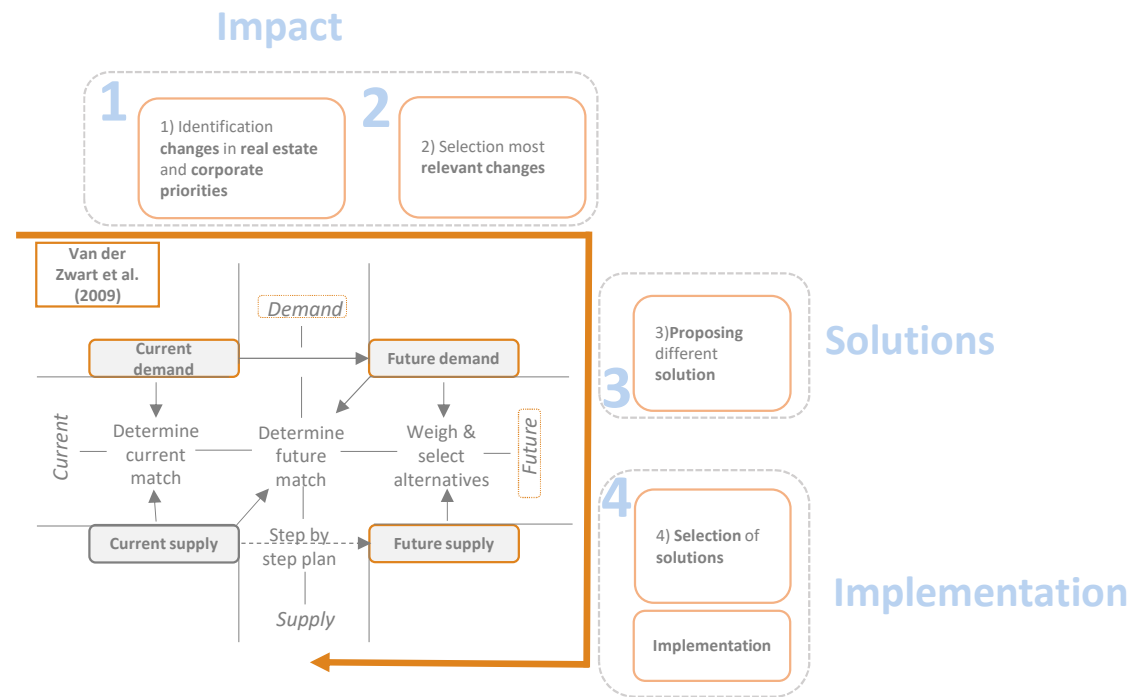 Impact
1
1) Identification
changes in real estate
and corporate
priorities
2
2) Selection most
relevant changes
Van der
Zwart et al.
(2009)
Demand
Current
demand
Future demand
Current
Determine
current
match
Determine
future
match
Weigh &
select
alternatives
Future
Current supply
Step by
step plan
Future supply
Supply
3
3)Proposing
different
solution
Solutions
4
4) Selection of
solutions
Implementation
Implementation